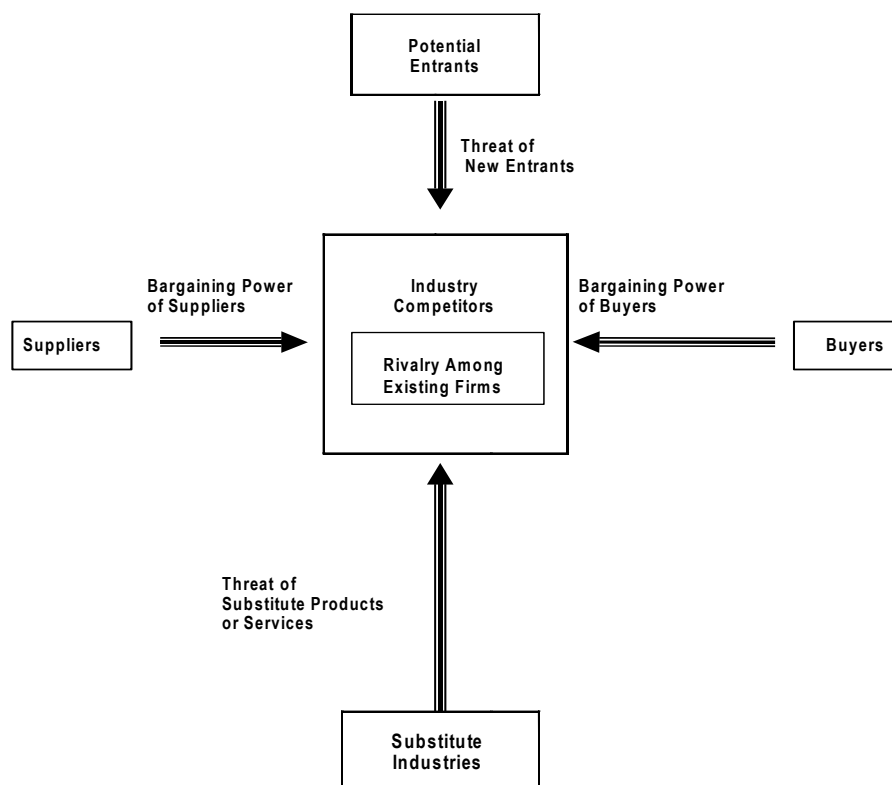 Potential
Entrants
Threat of
New Entrants
Bargaining Power
of Suppliers
Industry
Competitors
Bargaining Power
of Buyers
Suppliers
Rivalry Among
Existing Firms
Buyers
Threat of
Substitute Products
or Services
Substitute
Industries